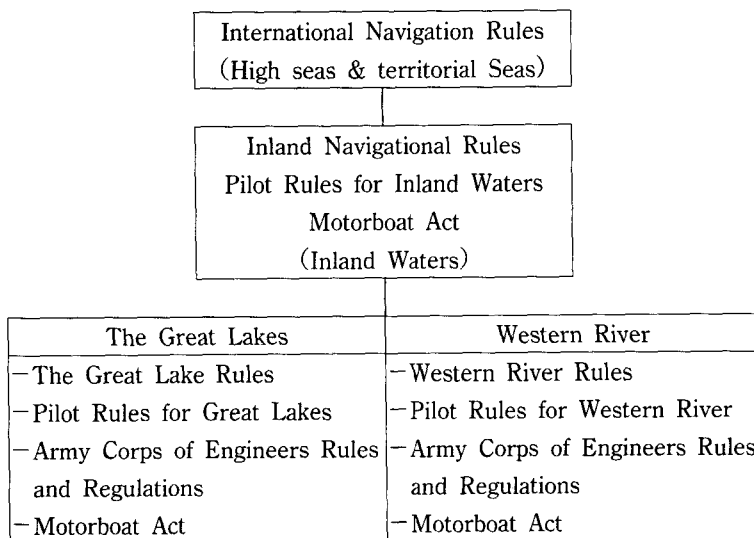 International Navigation Rules
(High seas & territorial Seas)
Inland Navigational Rules
Pilot Rules for Inland Waters
Motorboat Act
(Inland Waters)
The Great Lakes
- The Great Lake Rules
- Pilot Rules for Great Lakes
- Army Corps of Engineers Rules
and Regulations
- Motorboat Act
Western River
- Western River Rules
- Pilot Rules for Western River
- Army Corps of Engineers Rules
and Regulations
- Motorboat Act